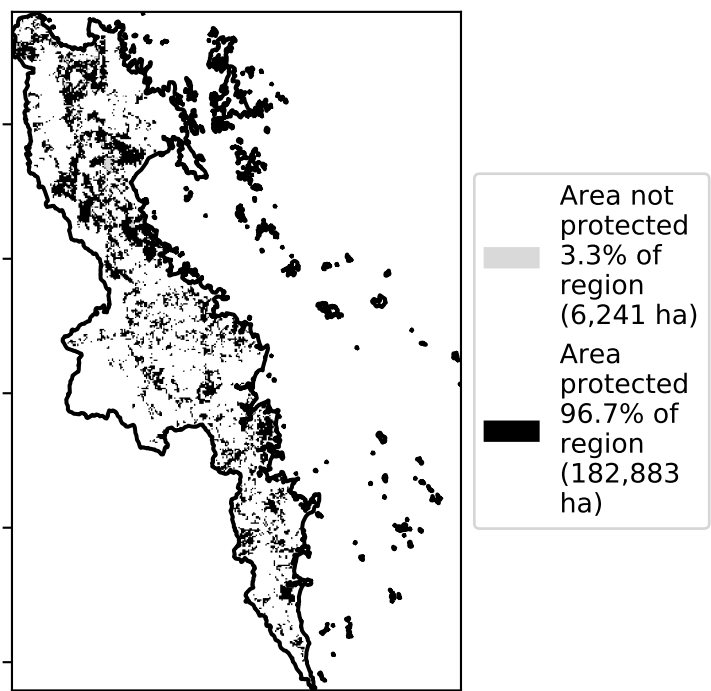 Area not
protected
3.3% of
region
(6,241 ha)
Area
protected
96.7% of
region
(182,883
ha)